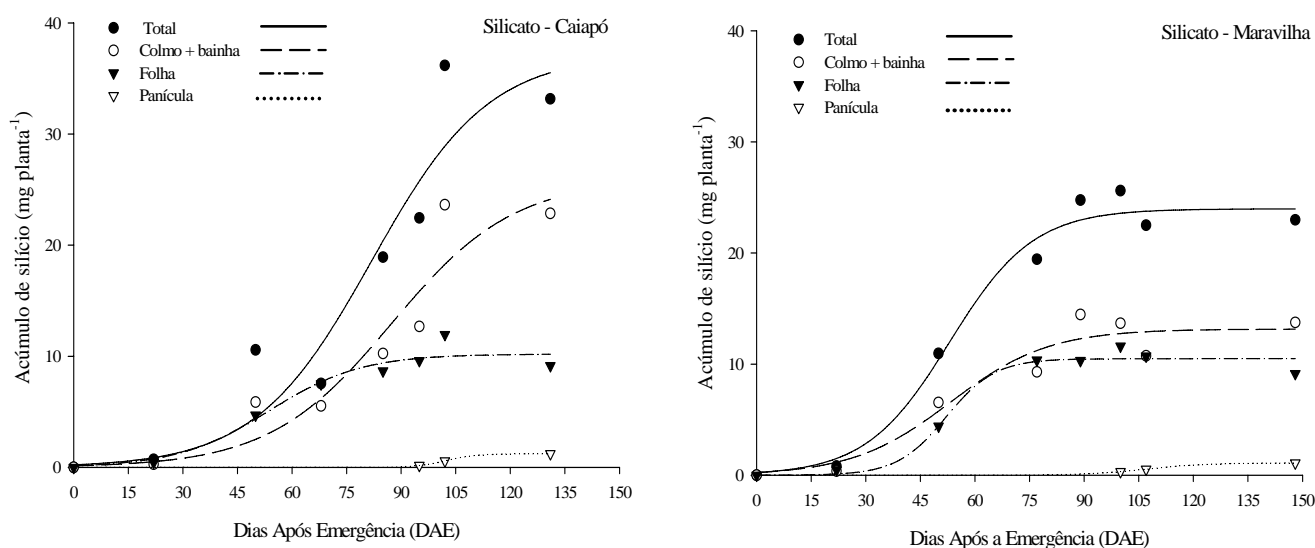 Silicato - Caiapó
Total
Colmo + bainha
Folha
Panícula
Acúmulo de silício (mg planta⁻¹)
40
30
20
10
0
0 15 30 45 60 75 90 105 120 135 150
Dias Após Emergência (DAE)
Silicato - Maravilha
Total
Colmo + bainha
Folha
Panícula
Acúmulo de silício (mg planta⁻¹)
40
30
20
10
0
0 15 30 45 60 75 90 105 120 135 150
Dias Após a Emergência (DAE)